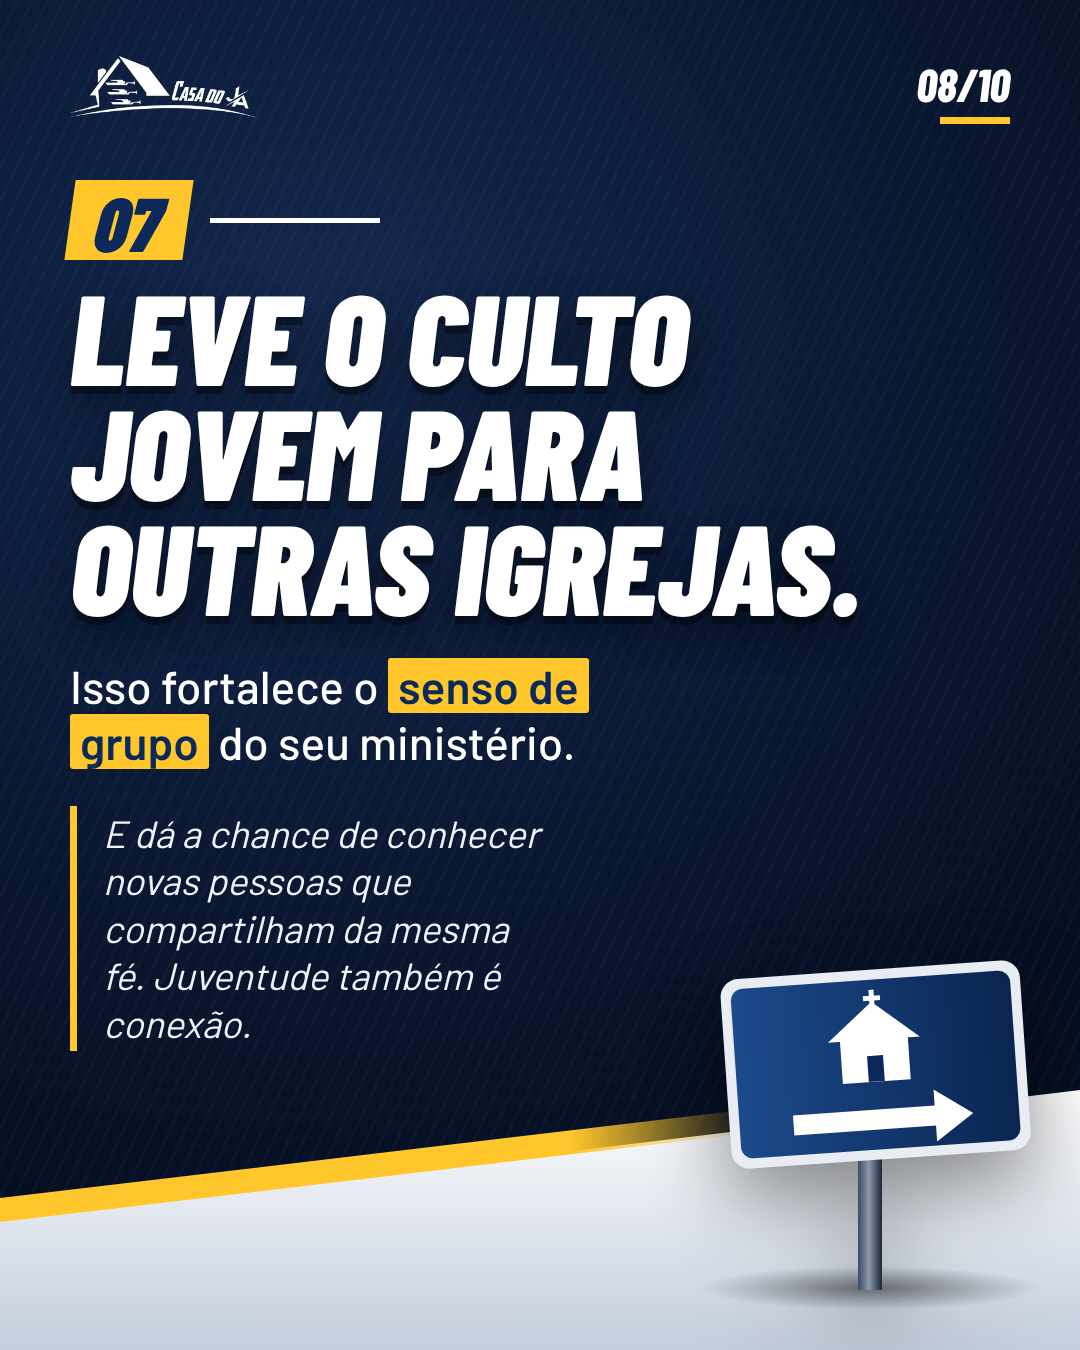 CASA DO JA
08/10
07
LEVE O CULTO
JOVEM PARA
OUTRAS IGREJAS.
Isso fortalece o senso de
grupo do seu ministério.
E dá a chance de conhecer
novas pessoas que
compartilham da mesma
fé. Juventude também é
conexão.